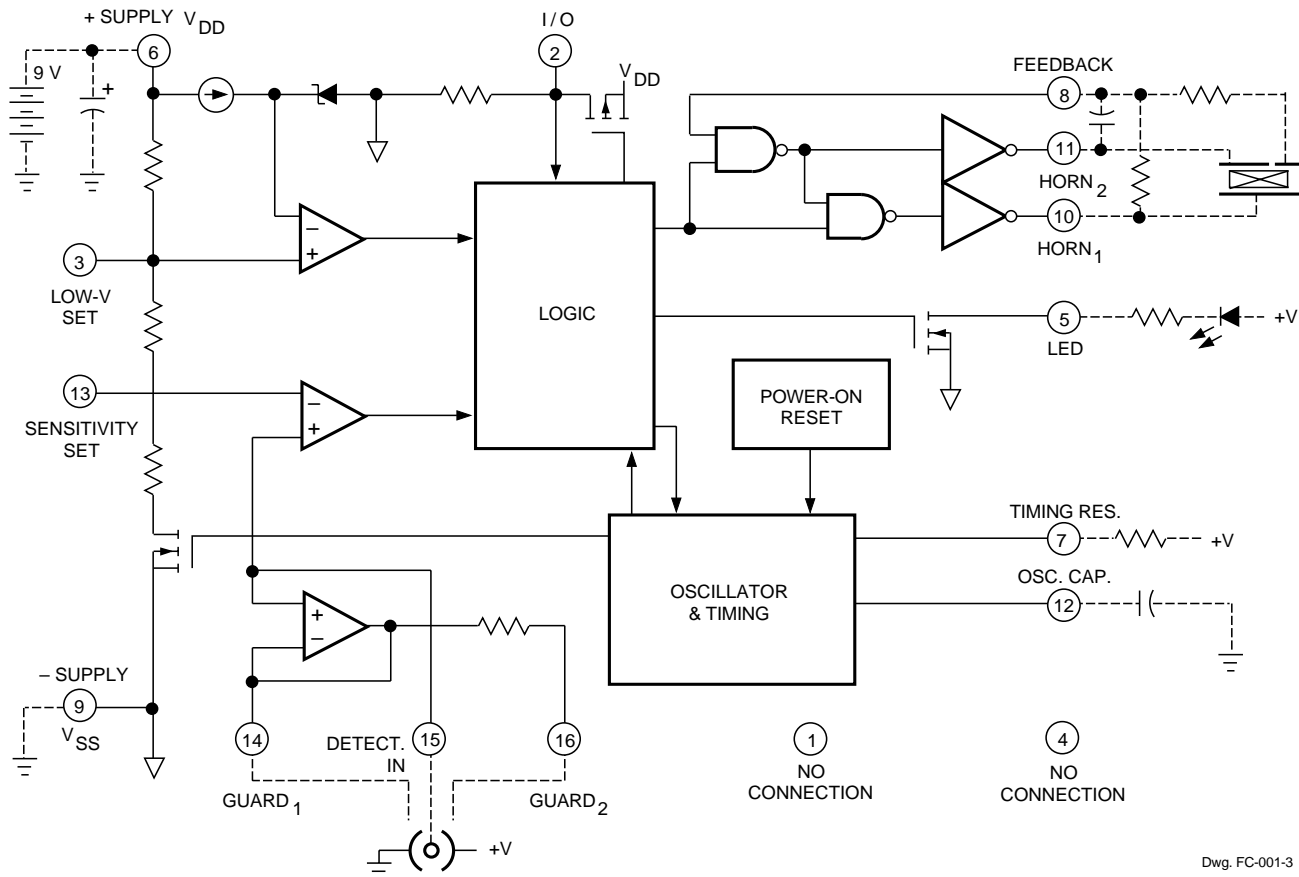 + SUPPLY V DD
6
9 V
+
I / O
2
V DD
FEEDBACK
8
11
HORN 2
10
HORN 1
−
+
3
LOW-V
SET
LOGIC
5
LED
+V
13
SENSITIVITY
SET
−
+
POWER-ON
RESET
TIMING RES.
7
+V
OSC. CAP.
12
OSCILLATOR
& TIMING
+
−
− SUPPLY
9
V SS
14
GUARD 1
DETECT.
IN
15
16
GUARD 2
+V
1
NO
CONNECTION
4
NO
CONNECTION
Dwg. FC-001-3